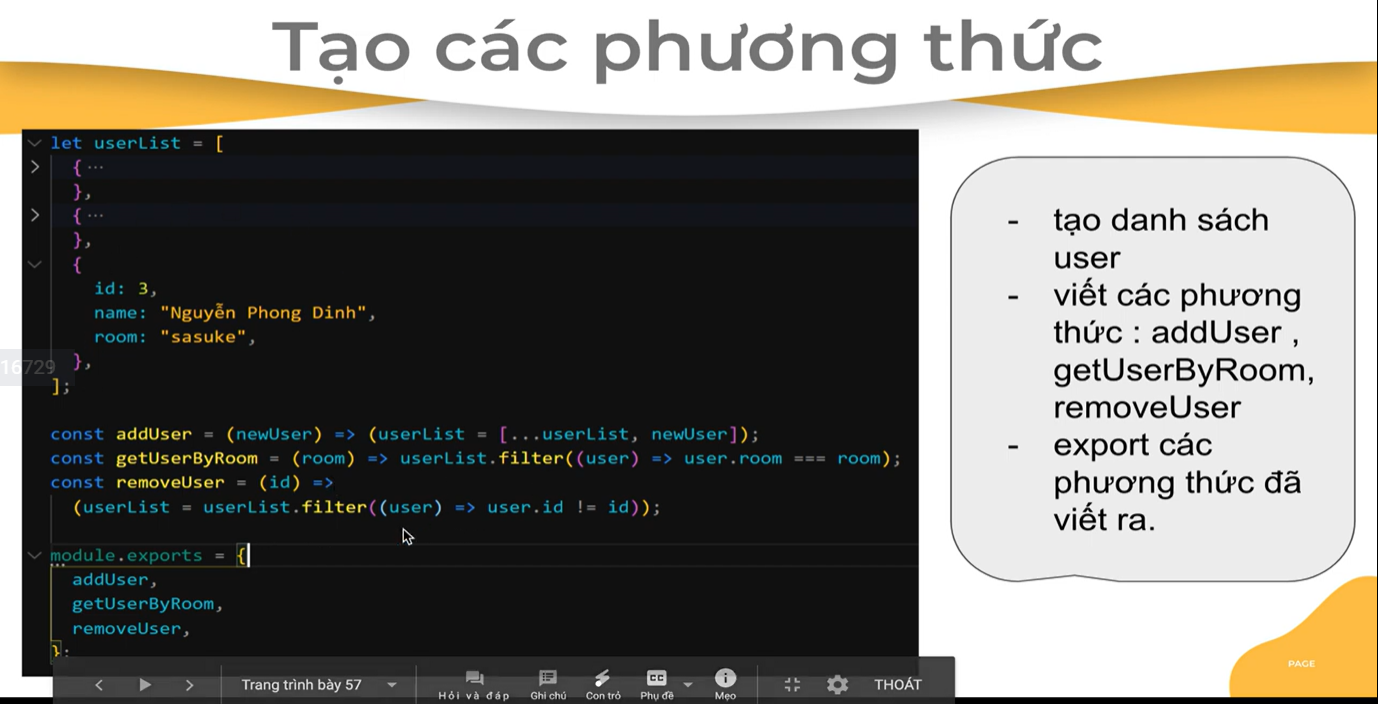 Tạo các phương thức
let userList = [
{ ...
},
{ ...
},
{
id: 3,
name: "Nguyễn Phong Dinh",
room: "sasuke",
},
];
const addUser = (newUser) => (userList = [...userList, newUser]);
const getUserByRoom = (room) => userList.filter((user) => user.room === room);
const removeUser = (id) =>
(userList = userList.filter((user) => user.id != id));
module.exports = {
addUser,
getUserByRoom,
removeUser,
};
16729
- tạo danh sách
user
- viết các phương
thức : addUser ,
getUserByRoom,
removeUser
- export các
phương thức đã
viết ra.
PAGE
Trang trình bày 57
Hỏi và đáp
Ghi chú
Con trỏ
CC
Phụ đề
Mẹo
THOÁT